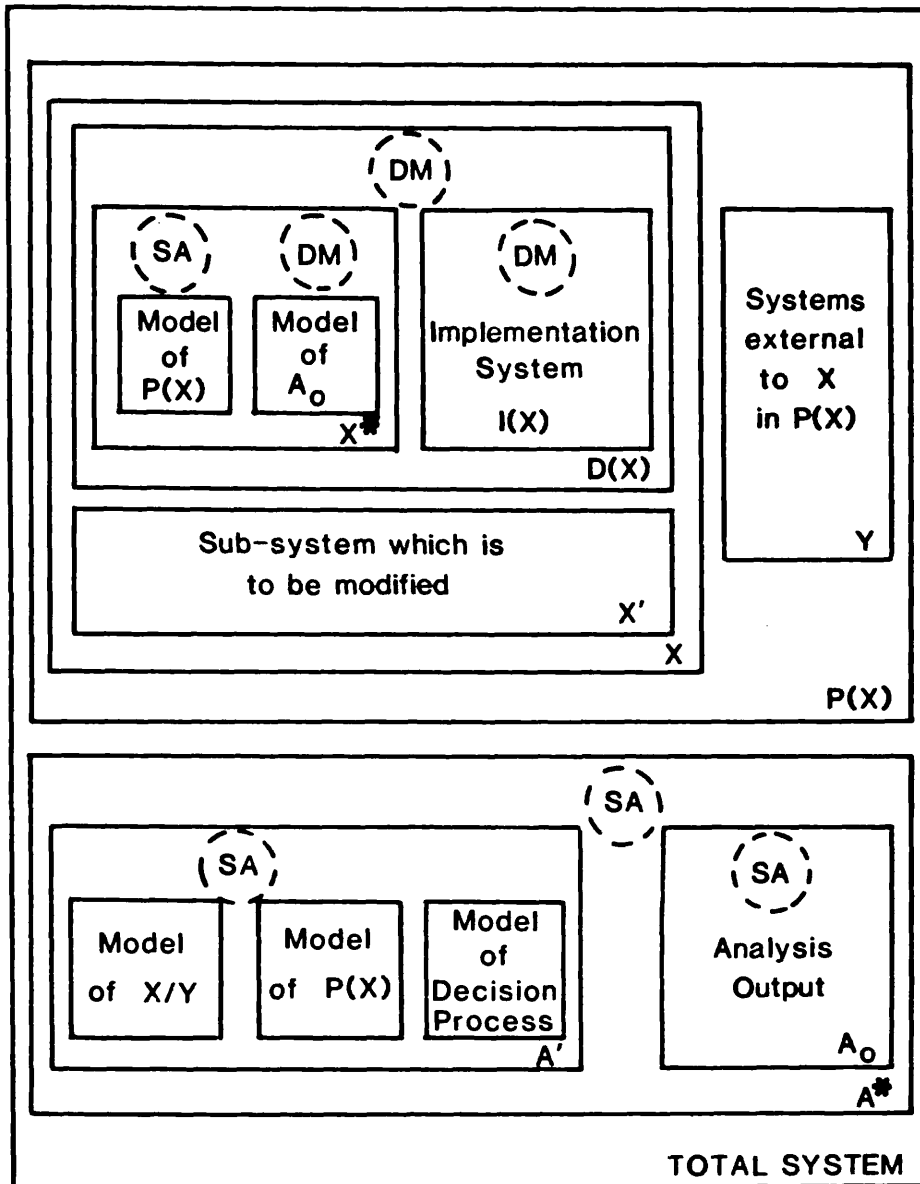 DM
SA
DM
DM
Model
of
P(X)
Model
of
A₀
X*
Implementation
System
I(X)
D(X)
Systems
external
to X
in P(X)
Y
Sub-system which is
to be modified
X′
X
P(X)
SA
SA
SA
Model
of X/Y
Model
of P(X)
Model
of
Decision
Process
A′
Analysis
Output
A₀
A*
TOTAL SYSTEM